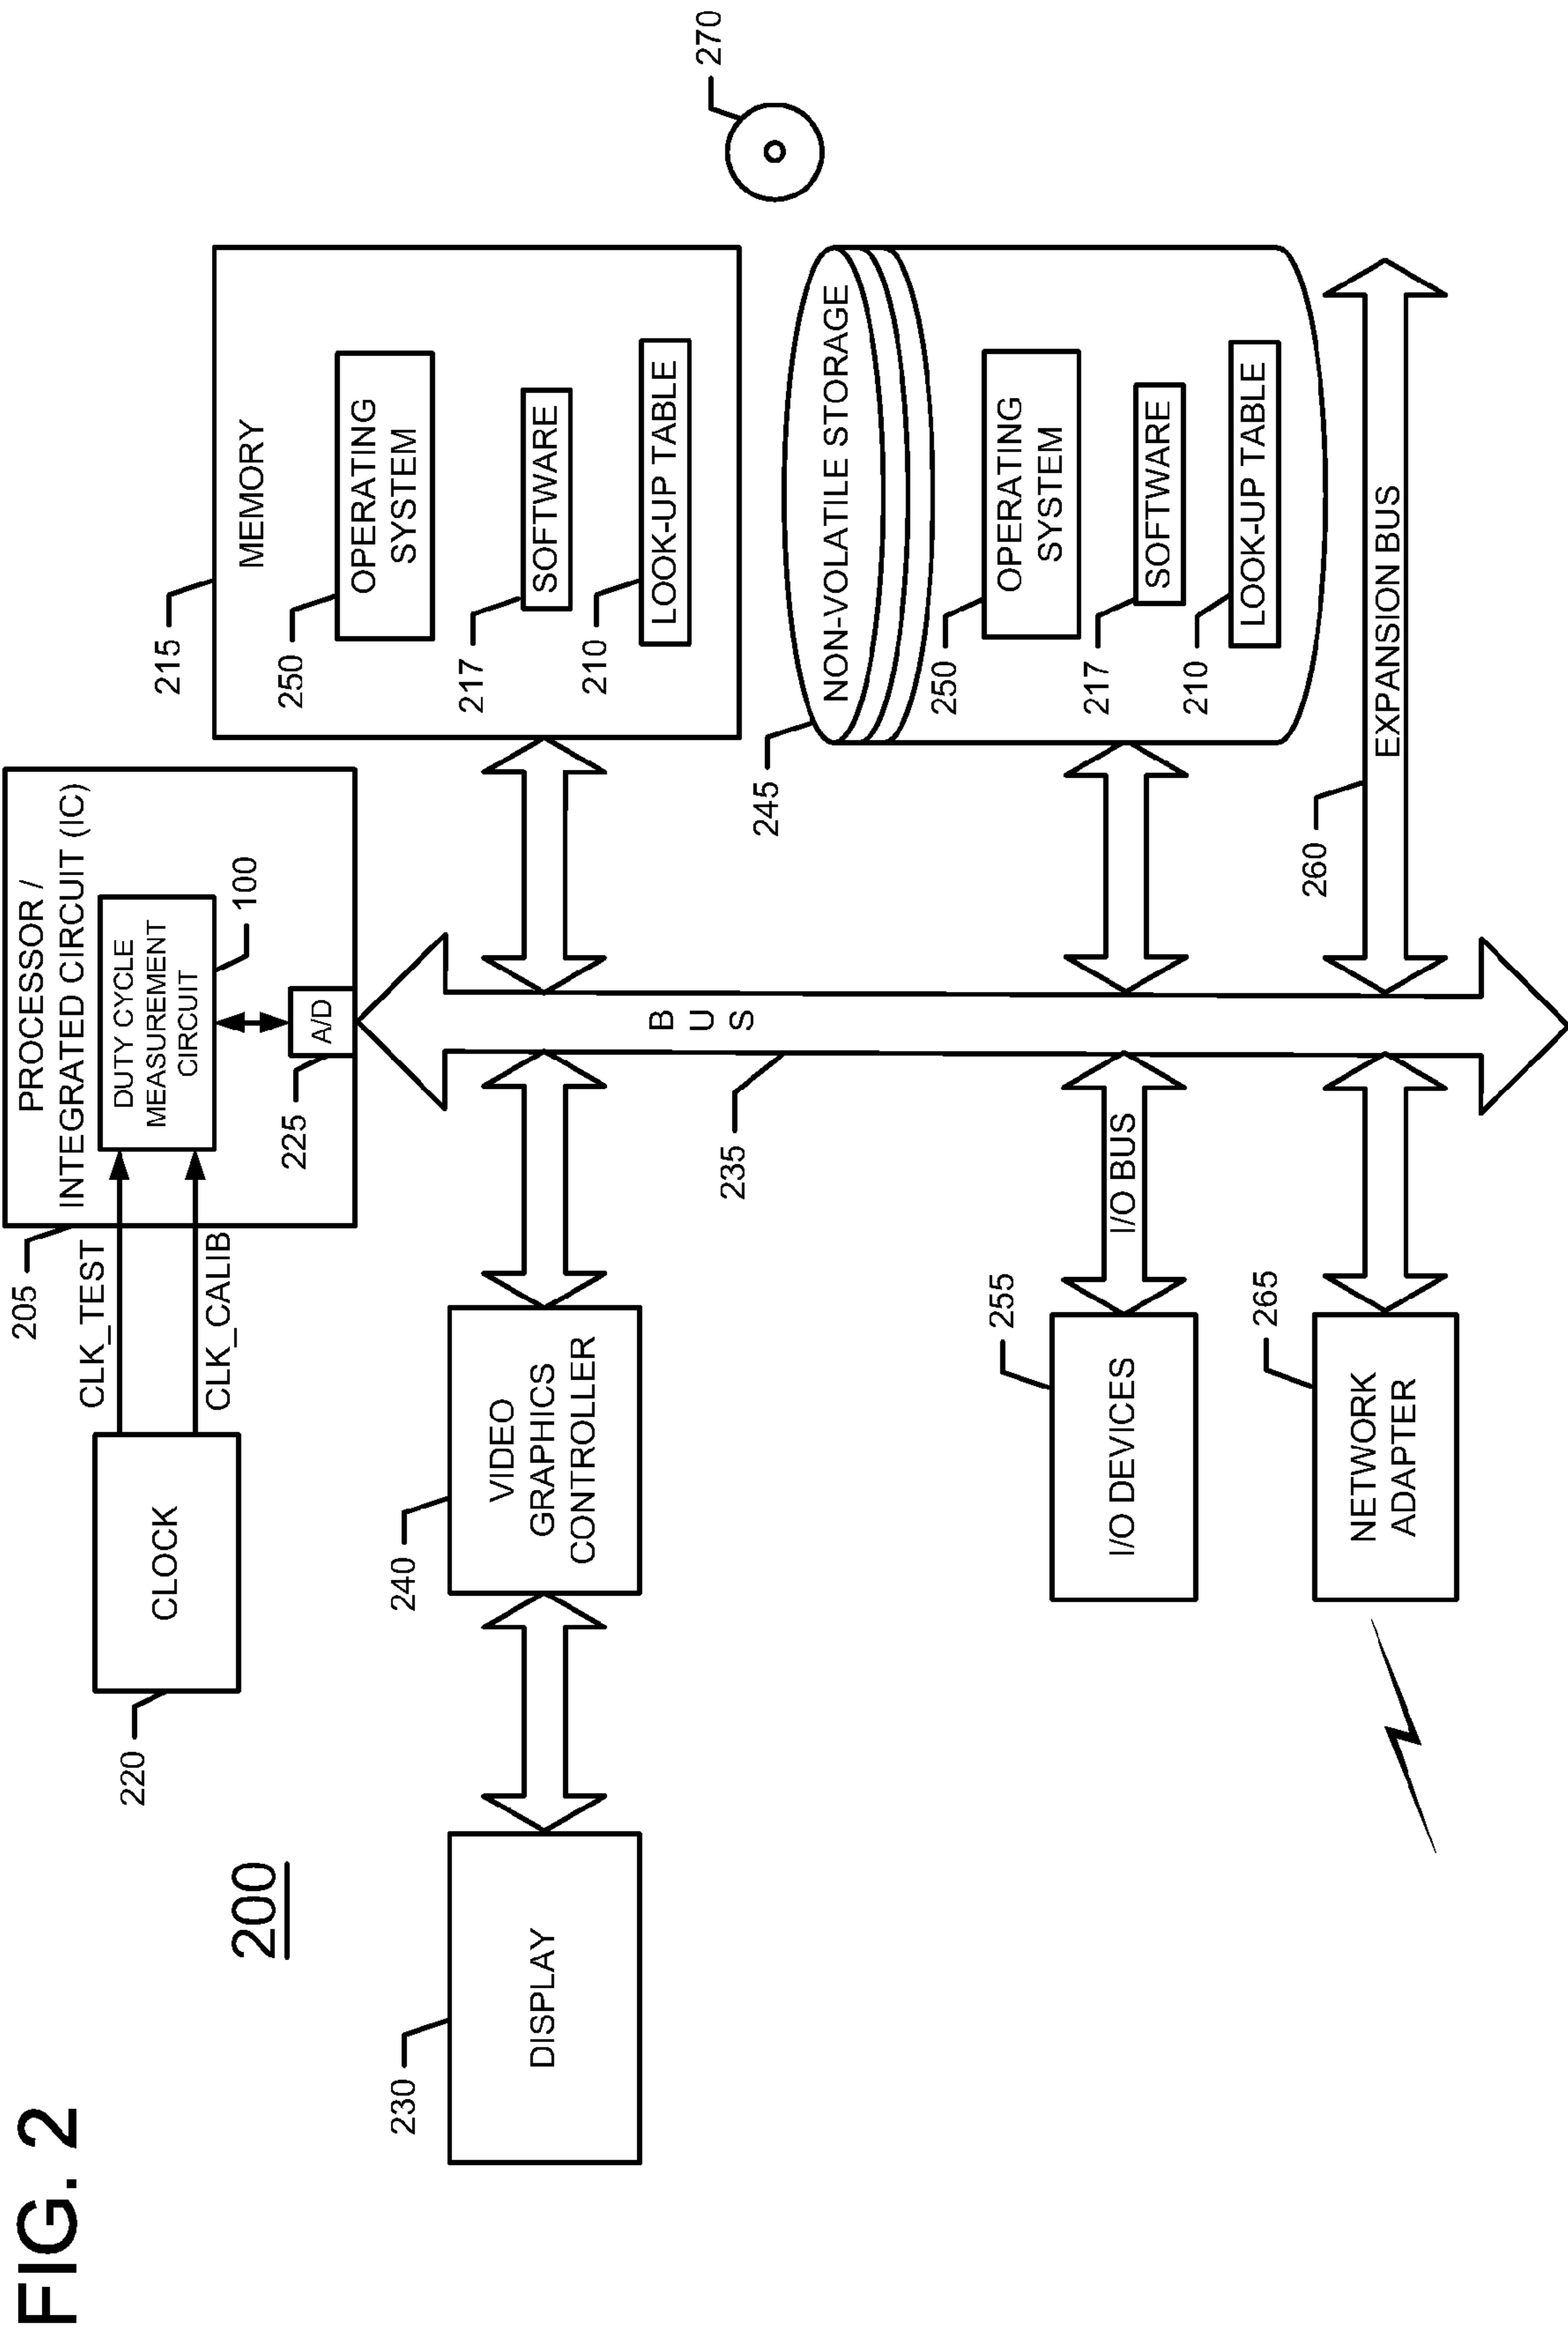 FIG. 2
200
PROCESSOR /
INTEGRATED CIRCUIT (IC)
205
DUTY CYCLE
MEASUREMENT
CIRCUIT
100
A/D
225
CLOCK
220
CLK_TEST
CLK_CALIB
215
MEMORY
250
OPERATING
SYSTEM
217
SOFTWARE
210
LOOK-UP TABLE
270
DISPLAY
230
VIDEO
GRAPHICS
CONTROLLER
240
B
U
S
235
245
NON-VOLATILE STORAGE
250
OPERATING
SYSTEM
217
SOFTWARE
210
LOOK-UP TABLE
I/O DEVICES
255
I/O BUS
NETWORK
ADAPTER
265
260
EXPANSION BUS